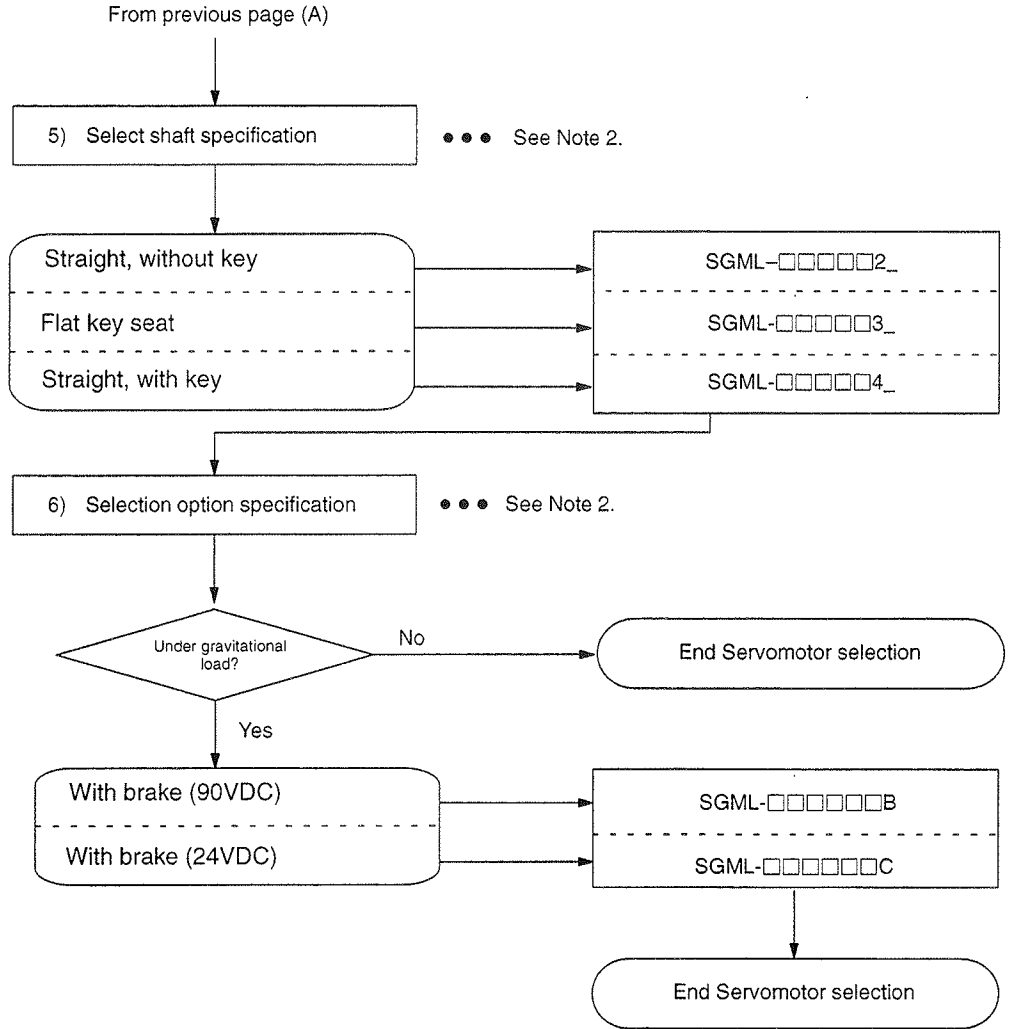 From previous page (A)
5) Select shaft specification
● ● ● See Note 2.
Straight, without key
SGML–□□□□□2_
Flat key seat
SGML-□□□□□3_
Straight, with key
SGML-□□□□□4_
6) Selection option specification
● ● ● See Note 2.
Under gravitational
load?
No
End Servomotor selection
Yes
With brake (90VDC)
SGML-□□□□□□B
With brake (24VDC)
SGML-□□□□□□C
End Servomotor selection